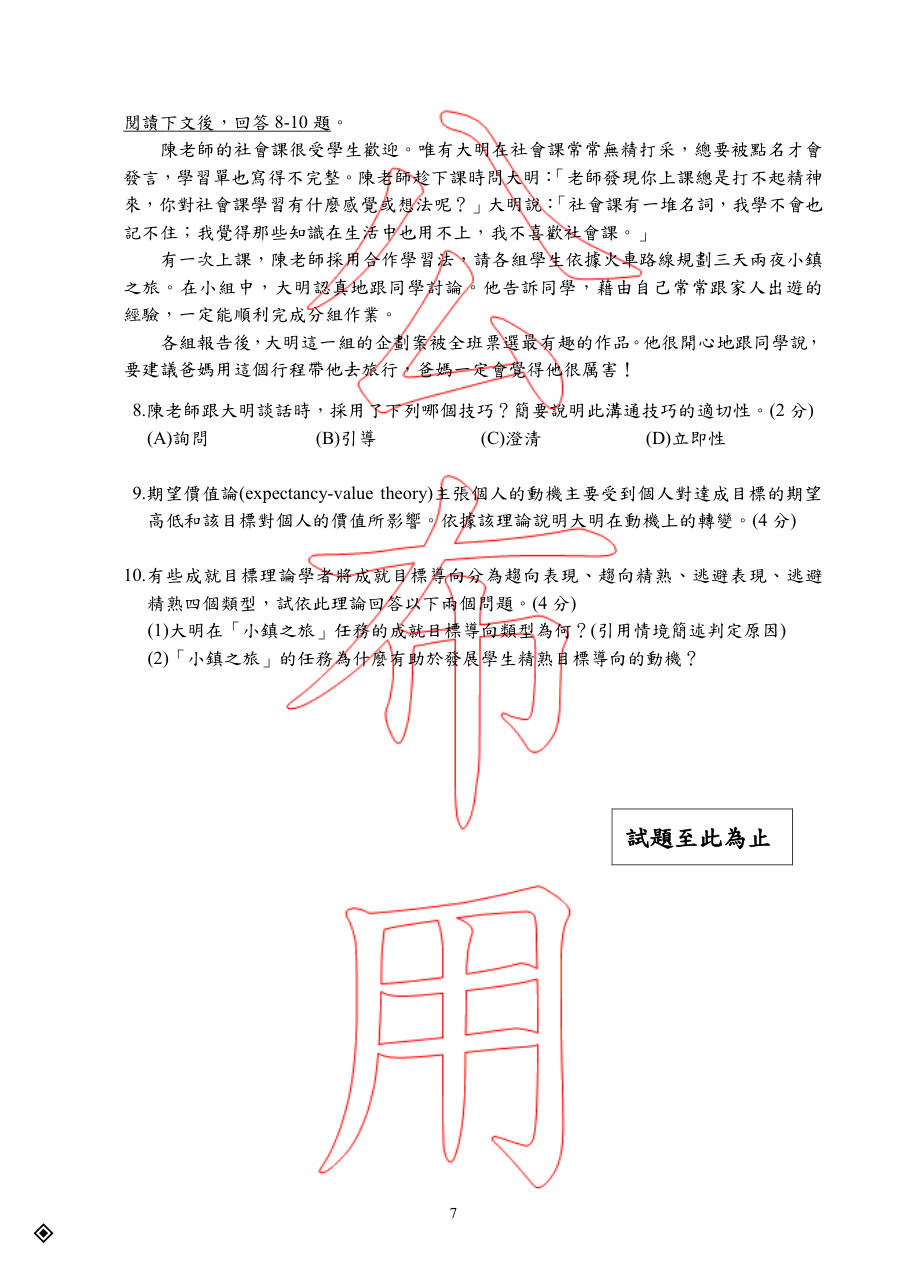 閱讀下文後，回答 8-10 題。
陳老師的社會課很受學生歡迎。唯有大明在社會課常常無精打采，總要被點名才會
發言，學習單也寫得不完整。陳老師趁下課時問大明：「老師發現你上課總是打不起精神
來，你對社會課學習有什麼感覺或想法呢？」大明說：「社會課有一堆名詞，我學不會也
記不住；我覺得那些知識在生活中也用不上，我不喜歡社會課。」
有一次上課，陳老師採用合作學習法，請各組學生依據火車路線規劃三天兩夜小鎮
之旅。在小組中，大明認真地跟同學討論。他告訴同學，藉由自己常常跟家人出遊的
經驗，一定能順利完成分組作業。
各組報告後，大明這一組的企劃案被全班票選最有趣的作品。他很開心地跟同學說，
要建議爸媽用這個行程帶他去旅行，爸媽一定會覺得他很厲害！
8.陳老師跟大明談話時，採用了下列哪個技巧？簡要說明此溝通技巧的適切性。(2 分)
(A)詢問 (B)引導 (C)澄清 (D)立即性
9.期望價值論(expectancy-value theory)主張個人的動機主要受到個人對達成目標的期望
高低和該目標對個人的價值所影響。依據該理論說明大明在動機上的轉變。(4 分)
10.有些成就目標理論學者將成就目標導向分為趨向表現、趨向精熟、逃避表現、逃避
精熟四個類型，試依此理論回答以下兩個問題。(4 分)
(1)大明在「小鎮之旅」任務的成就目標導向類型為何？(引用情境簡述判定原因)
(2)「小鎮之旅」的任務為什麼有助於發展學生精熟目標導向的動機？
試題至此為止
公
布
用
7